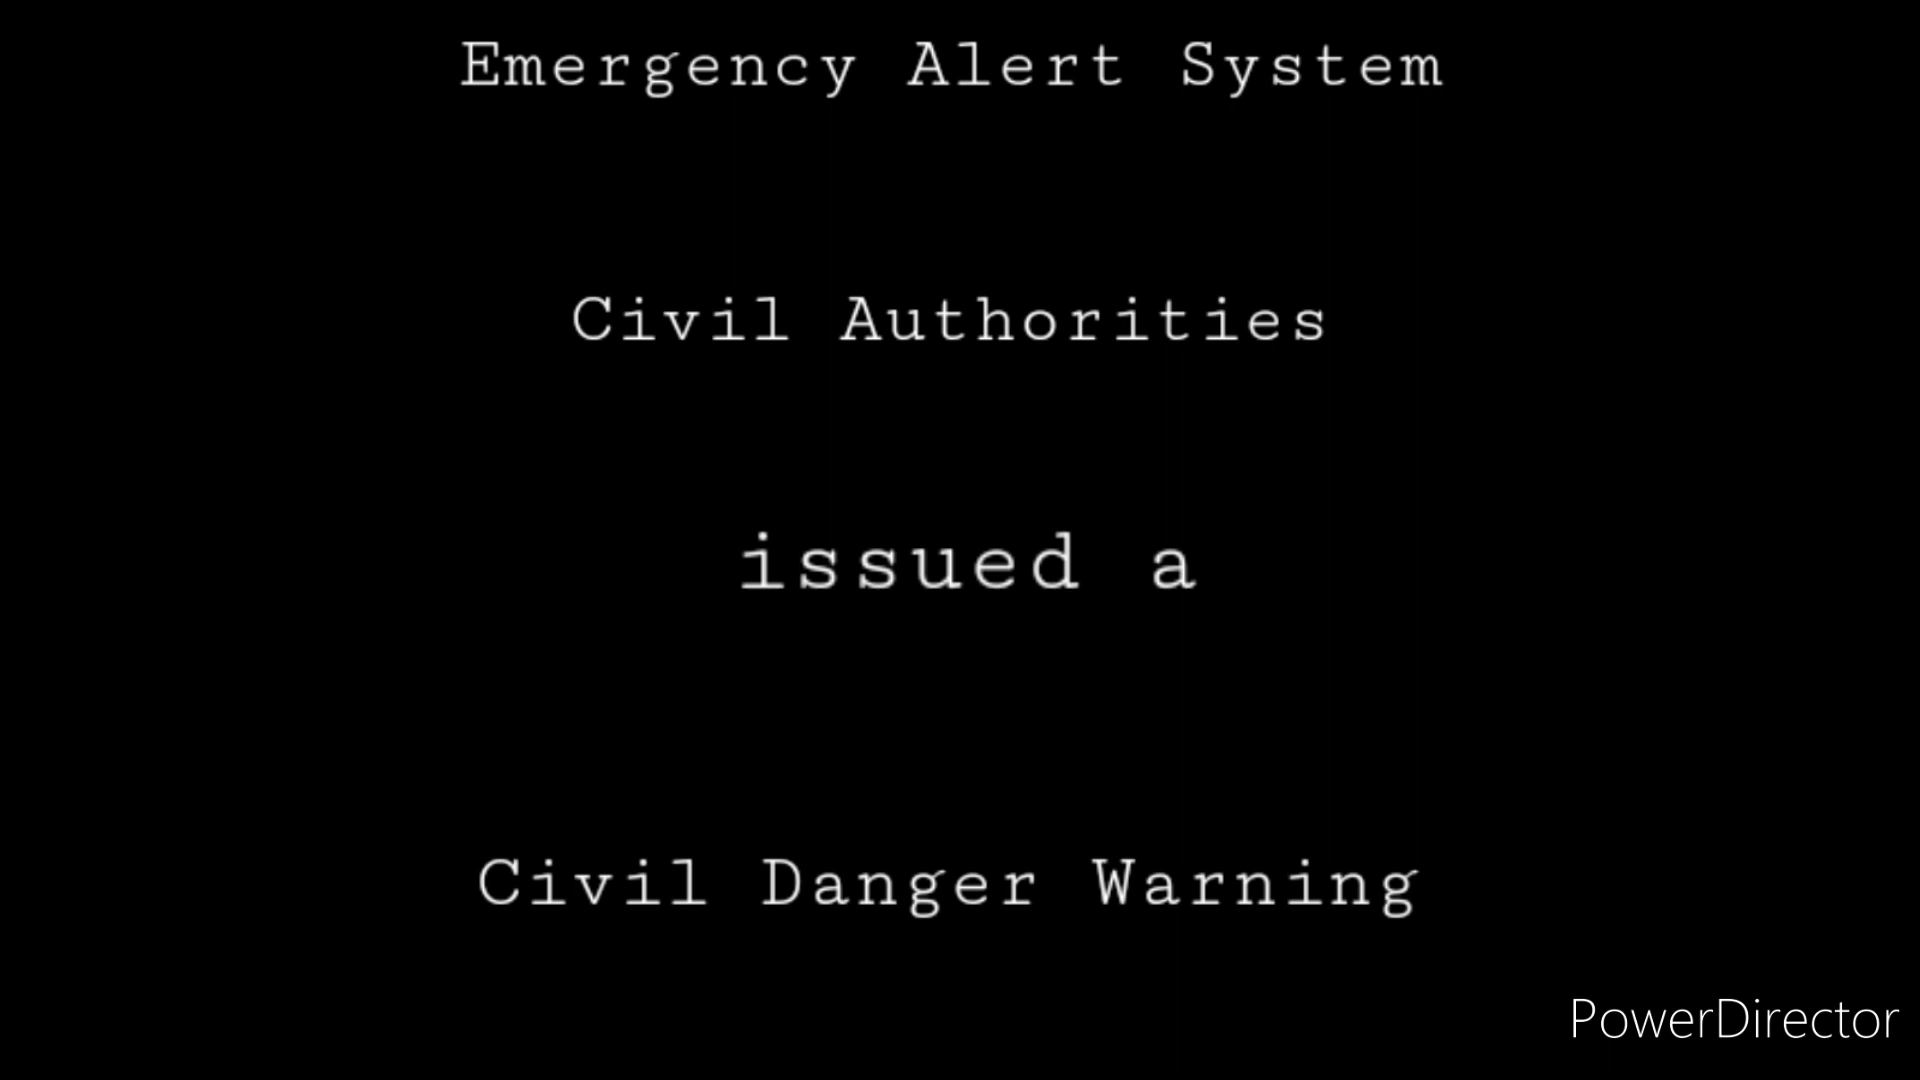 Emergency Alert System
Civil Authorities
issued a
Civil Danger Warning
PowerDirector